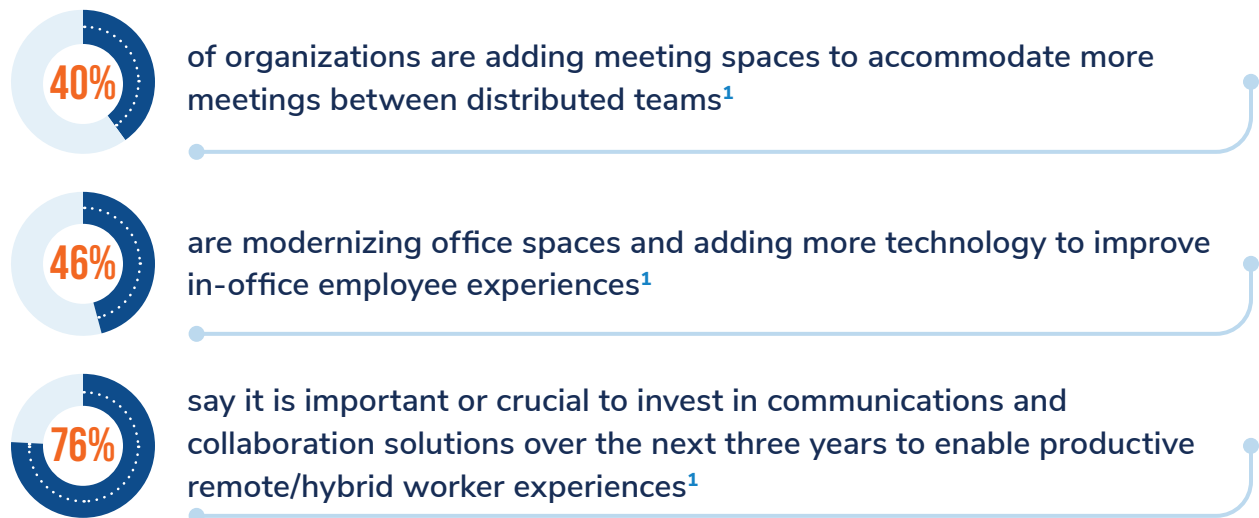 40%
of organizations are adding meeting spaces to accommodate more
meetings between distributed teams¹
46%
are modernizing office spaces and adding more technology to improve
in-office employee experiences¹
76%
say it is important or crucial to invest in communications and
collaboration solutions over the next three years to enable productive
remote/hybrid worker experiences¹